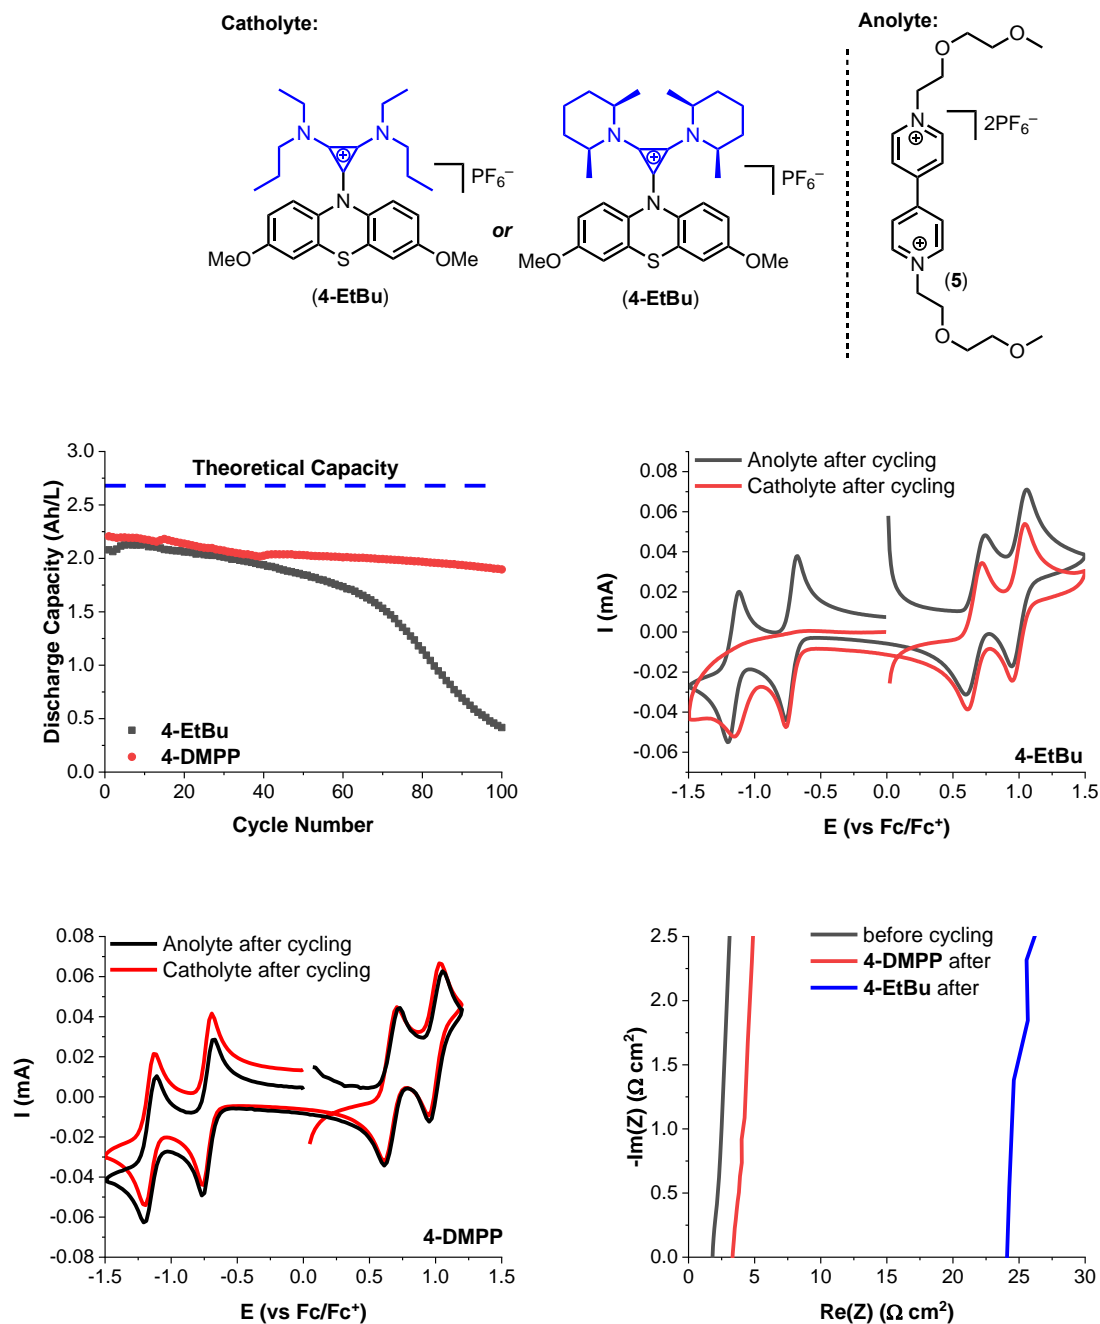 Catholyte:
Anolyte:
N
N
⊕
N
S
MeO
OMe
PF6−
(4-EtBu)
or
N
N
⊕
N
S
MeO
OMe
PF6−
(4-EtBu)
O
O
N
⊕
2PF6−
⊕
N
(5)
O
O
Theoretical Capacity
Discharge Capacity (Ah/L)
3.0
2.5
2.0
1.5
1.0
0.5
0.0
4-EtBu
4-DMPP
0 20 40 60 80 100
Cycle Number
Anolyte after cycling
Catholyte after cycling
I (mA)
0.08
0.06
0.04
0.02
0.00
-0.02
-0.04
-0.06
4-EtBu
-1.5 -1.0 -0.5 0.0 0.5 1.0 1.5
E (vs Fc/Fc+)
Anolyte after cycling
Catholyte after cycling
I (mA)
0.08
0.06
0.04
0.02
0.00
-0.02
-0.04
-0.06
-0.08
4-DMPP
-1.5 -1.0 -0.5 0.0 0.5 1.0 1.5
E (vs Fc/Fc+)
before cycling
4-DMPP after
4-EtBu after
-Im(Z) (Ω cm2)
2.5
2.0
1.5
1.0
0.5
0.0
0 5 10 15 20 25 30
Re(Z) (Ω cm2)